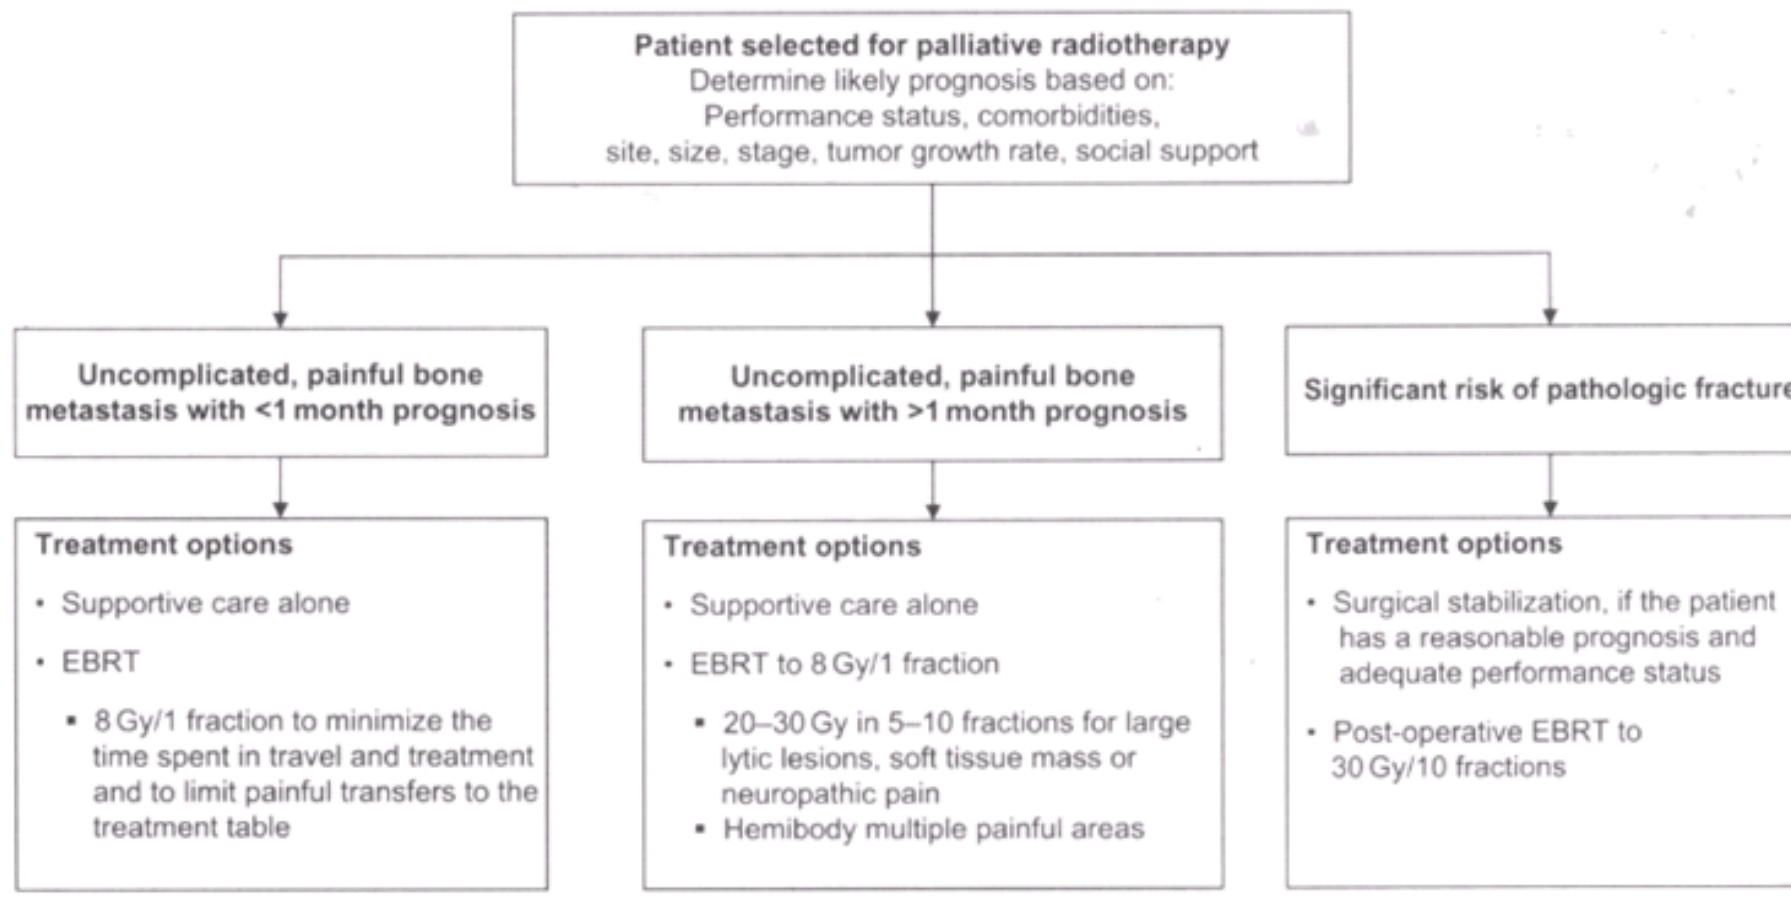 Patient selected for palliative radiotherapy
Determine likely prognosis based on:
Performance status, comorbidities,
site, size, stage, tumor growth rate, social support
Uncomplicated, painful bone
metastasis with <1 month prognosis
Uncomplicated, painful bone
metastasis with >1 month prognosis
Significant risk of pathologic fracture
Treatment options
• Supportive care alone
• EBRT
▪ 8 Gy/1 fraction to minimize the
time spent in travel and treatment
and to limit painful transfers to the
treatment table
Treatment options
• Supportive care alone
• EBRT to 8 Gy/1 fraction
▪ 20–30 Gy in 5–10 fractions for large
lytic lesions, soft tissue mass or
neuropathic pain
▪ Hemibody multiple painful areas
Treatment options
• Surgical stabilization, if the patient
has a reasonable prognosis and
adequate performance status
• Post-operative EBRT to
30 Gy/10 fractions